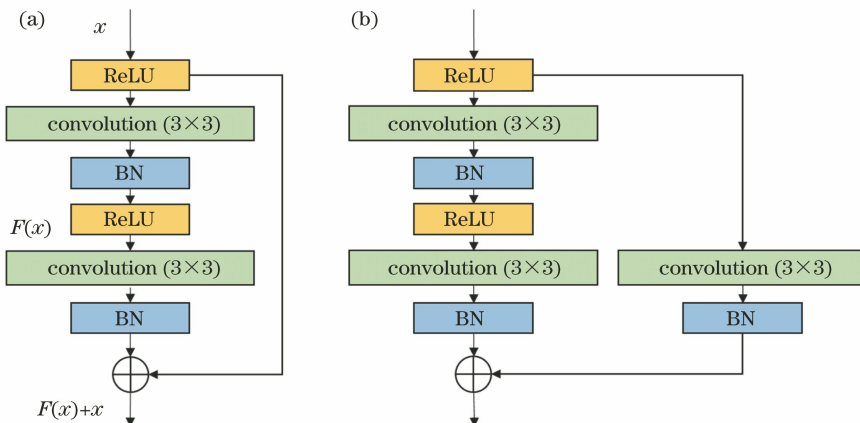 (a)
x
ReLU
convolution (3×3)
BN
ReLU
F(x)
convolution (3×3)
BN
F(x)+x
(b)
ReLU
convolution (3×3)
BN
ReLU
convolution (3×3)
BN
convolution (3×3)
BN